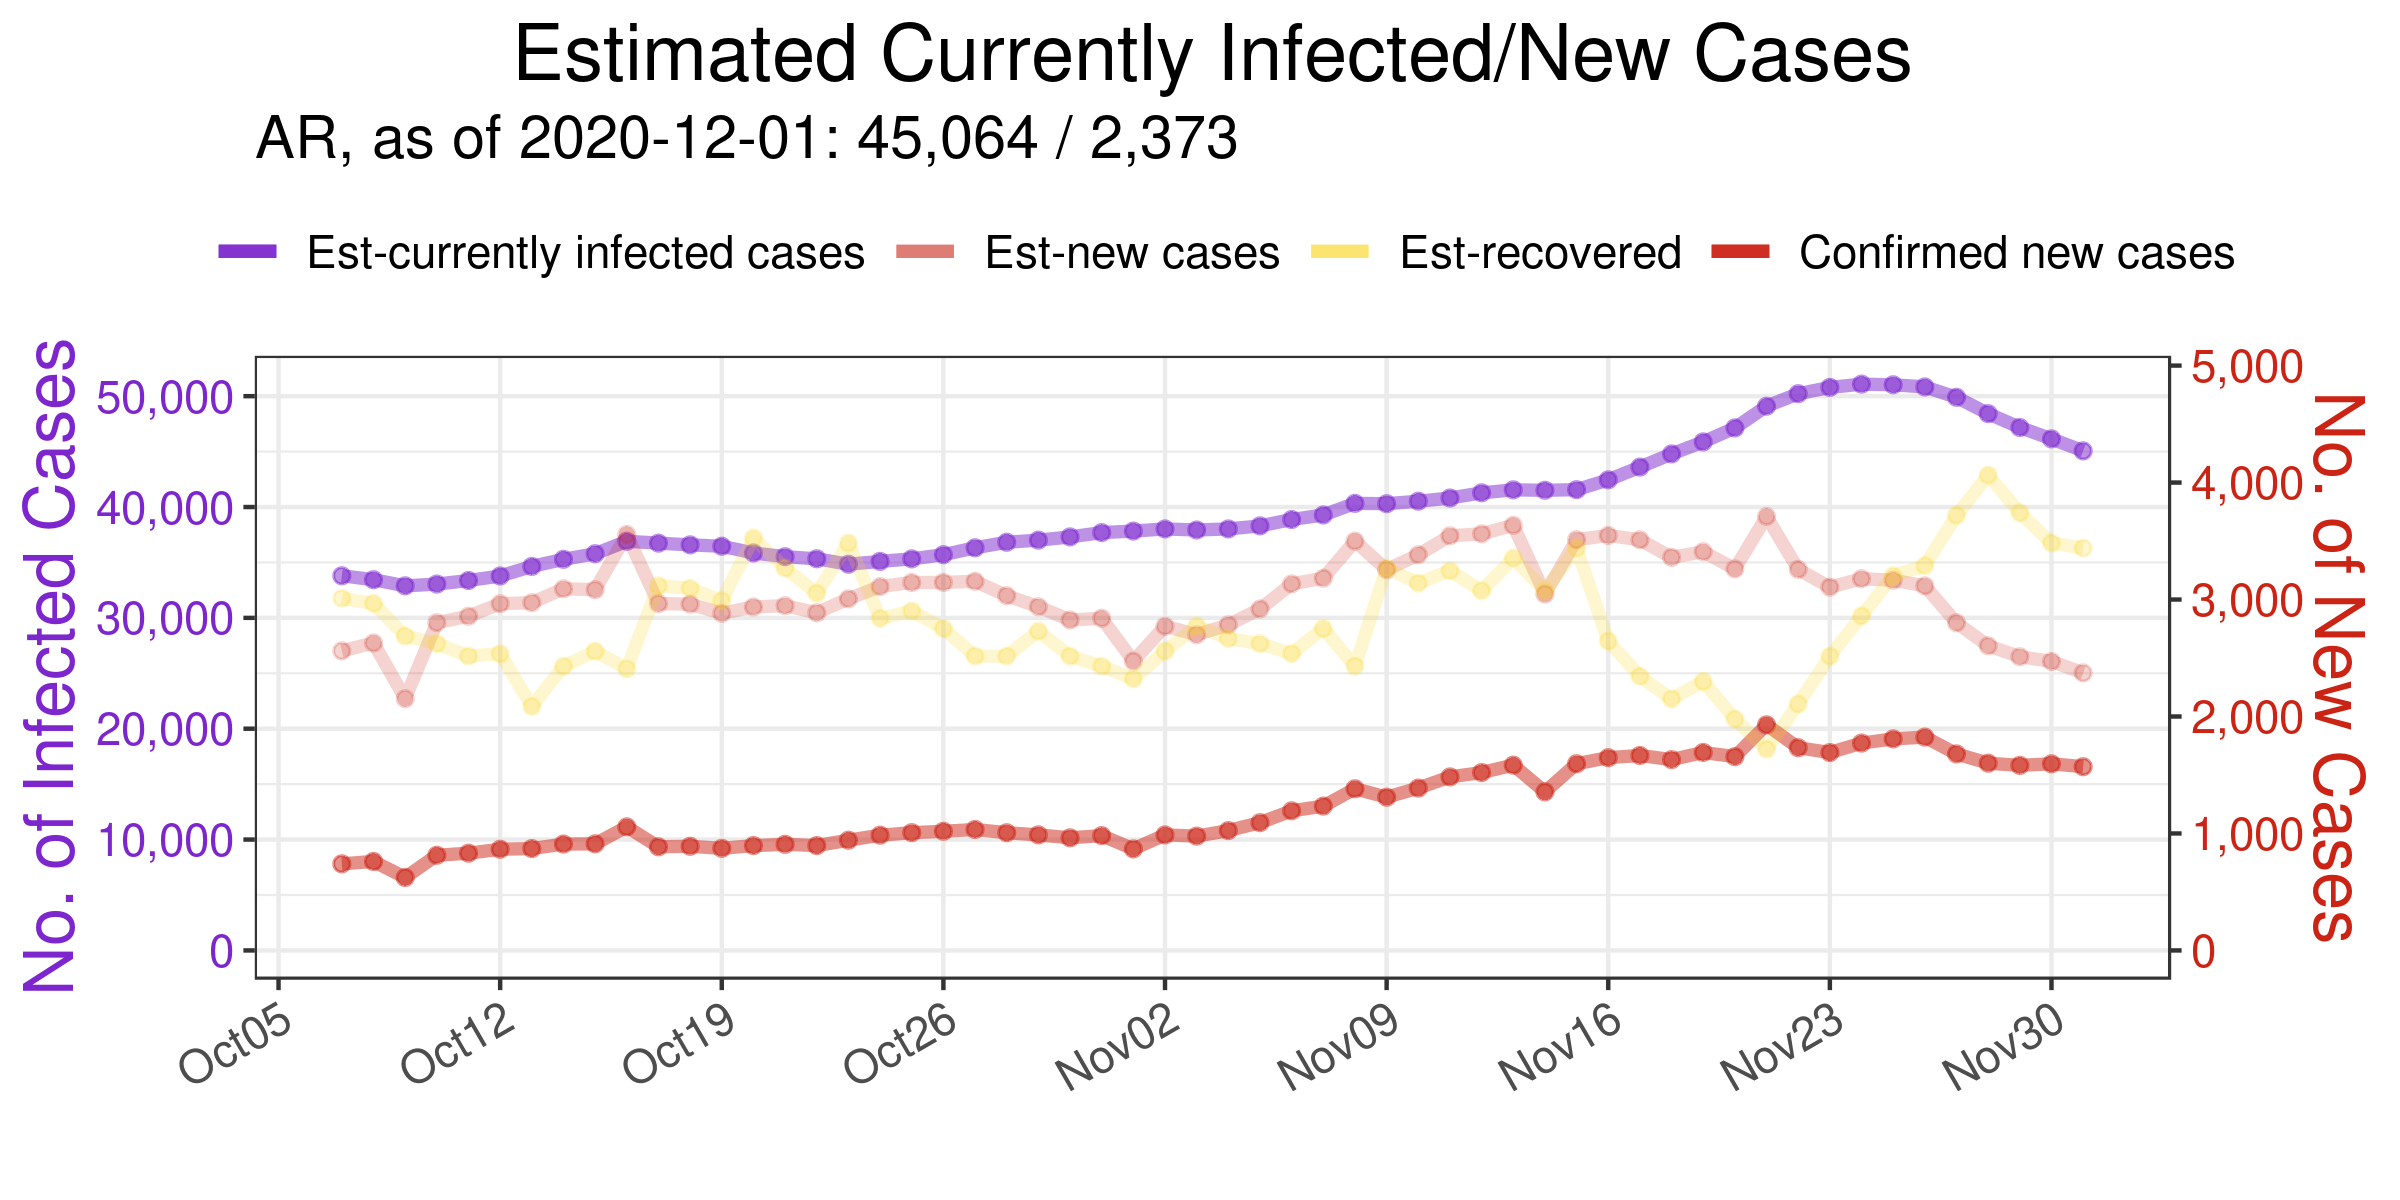 Estimated Currently Infected/New Cases
AR, as of 2020-12-01: 45,064 / 2,373
Est-currently infected cases Est-new cases Est-recovered Confirmed new cases
No. of Infected Cases
50,000
40,000
30,000
20,000
10,000
0
5,000
4,000
3,000
2,000
1,000
0
No. of New Cases
Oct05 Oct12 Oct19 Oct26 Nov02 Nov09 Nov16 Nov23 Nov30